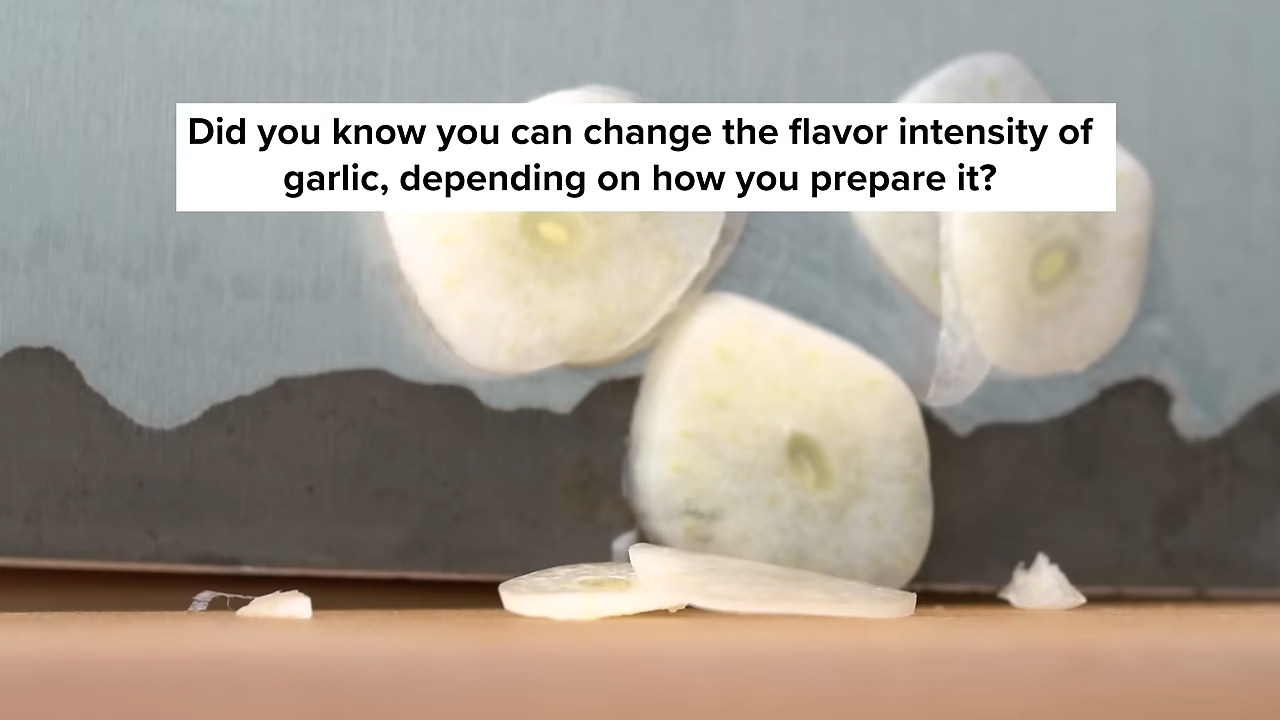 Did you know you can change the flavor intensity of
garlic, depending on how you prepare it?